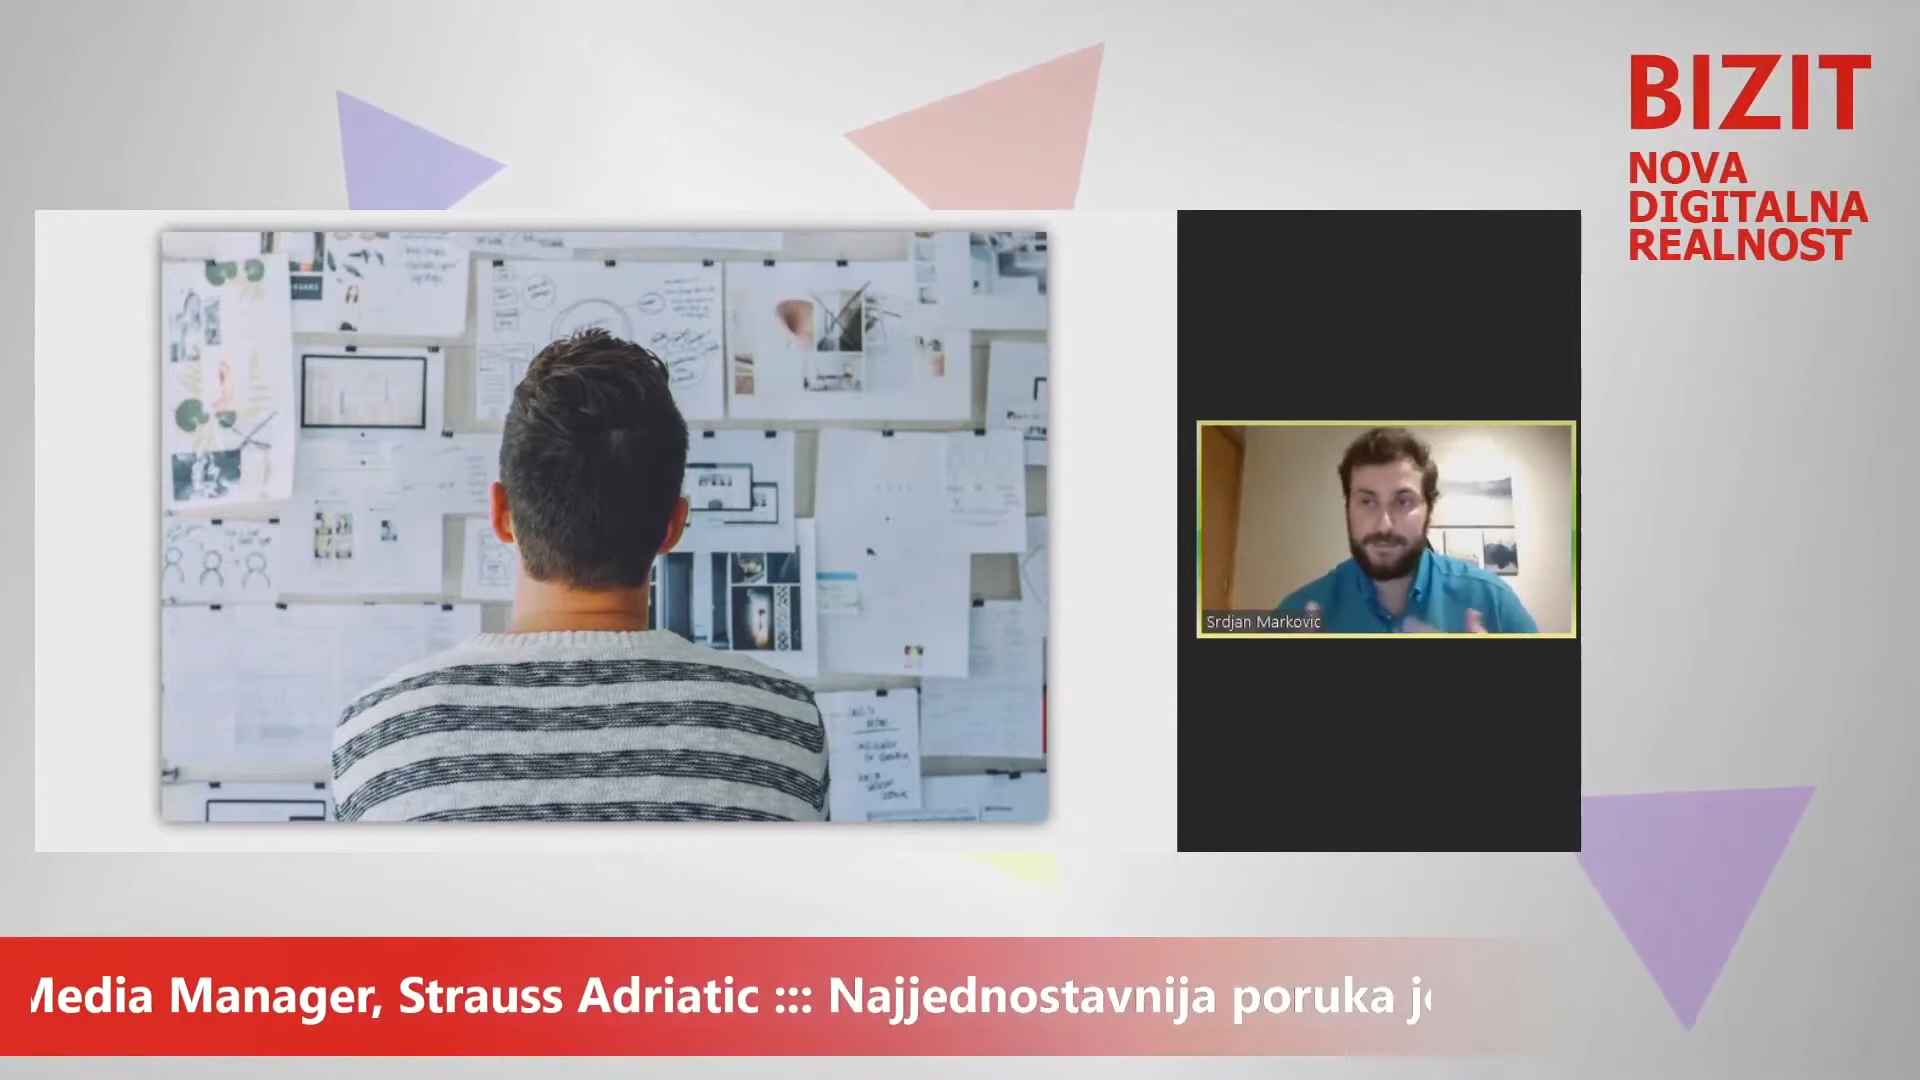 BIZIT
NOVA
DIGITALNA
REALNOST
Srdjan Markovic
Media Manager, Strauss Adriatic ::: Najjednostavnija poruka je